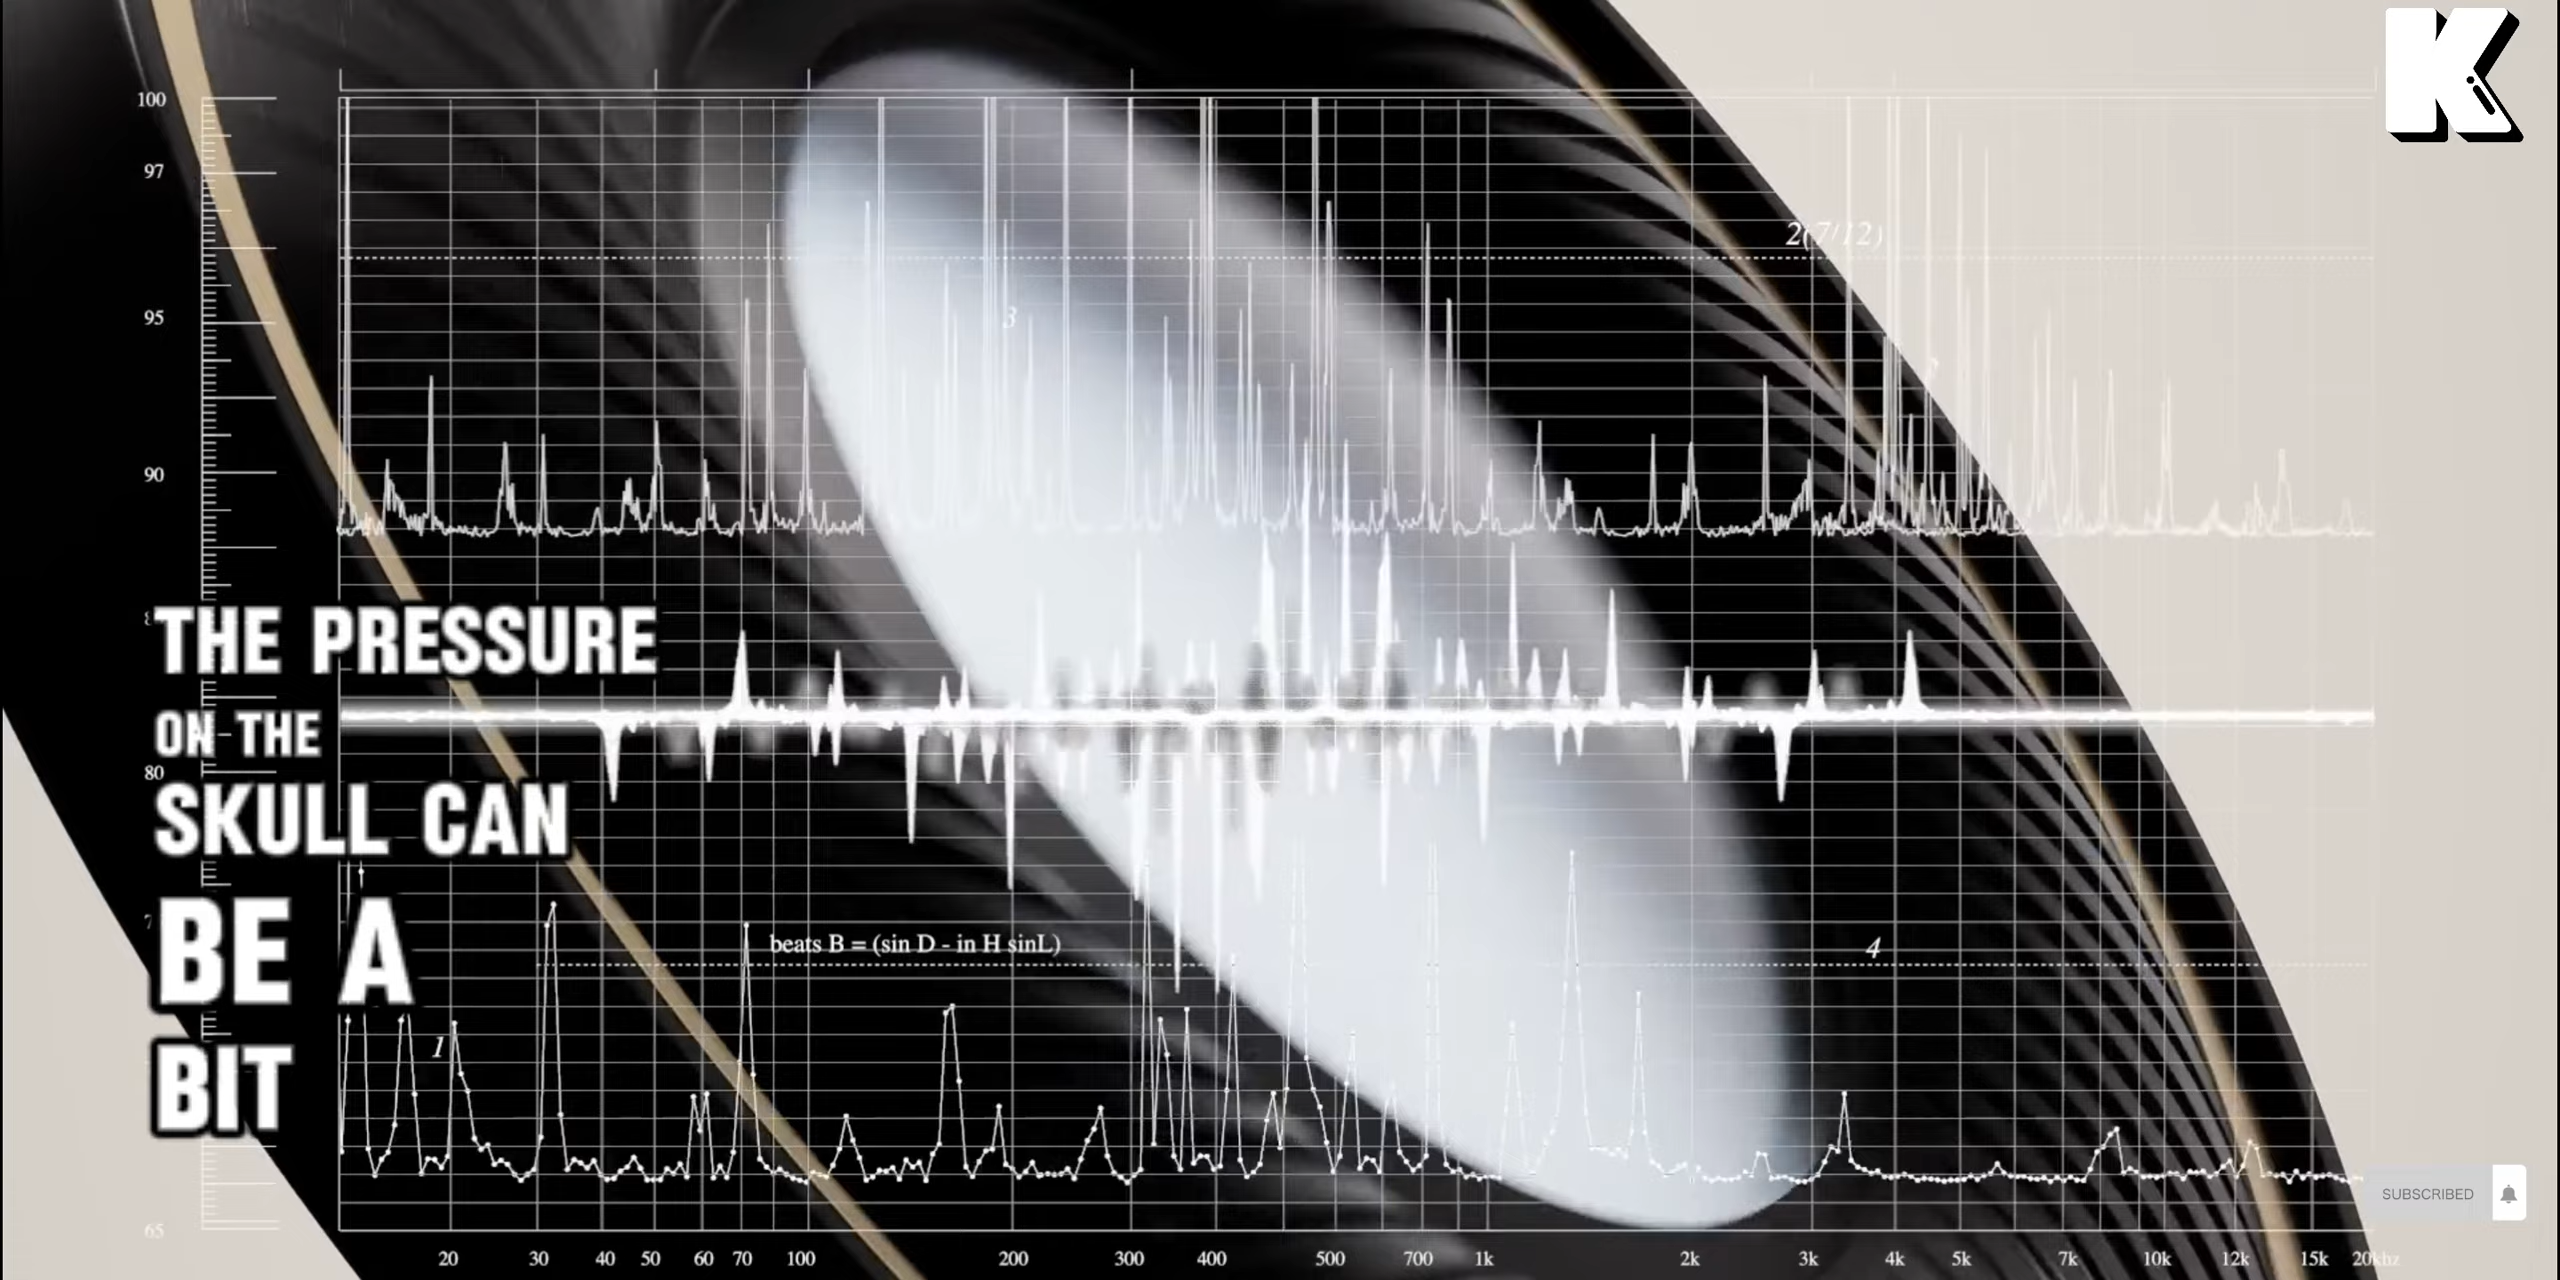 K
100
97
2(7/12)
95
3
90
THE PRESSURE
ON THE
80
SKULL CAN
BE A
beats B = (sin D - in H sinL)
4
1
BIT
SUBSCRIBED
65
20 30 40 50 60 70 100 200 300 400 500 700 1k 2k 3k 4k 5k 7k 10k 12k 15k 20khz